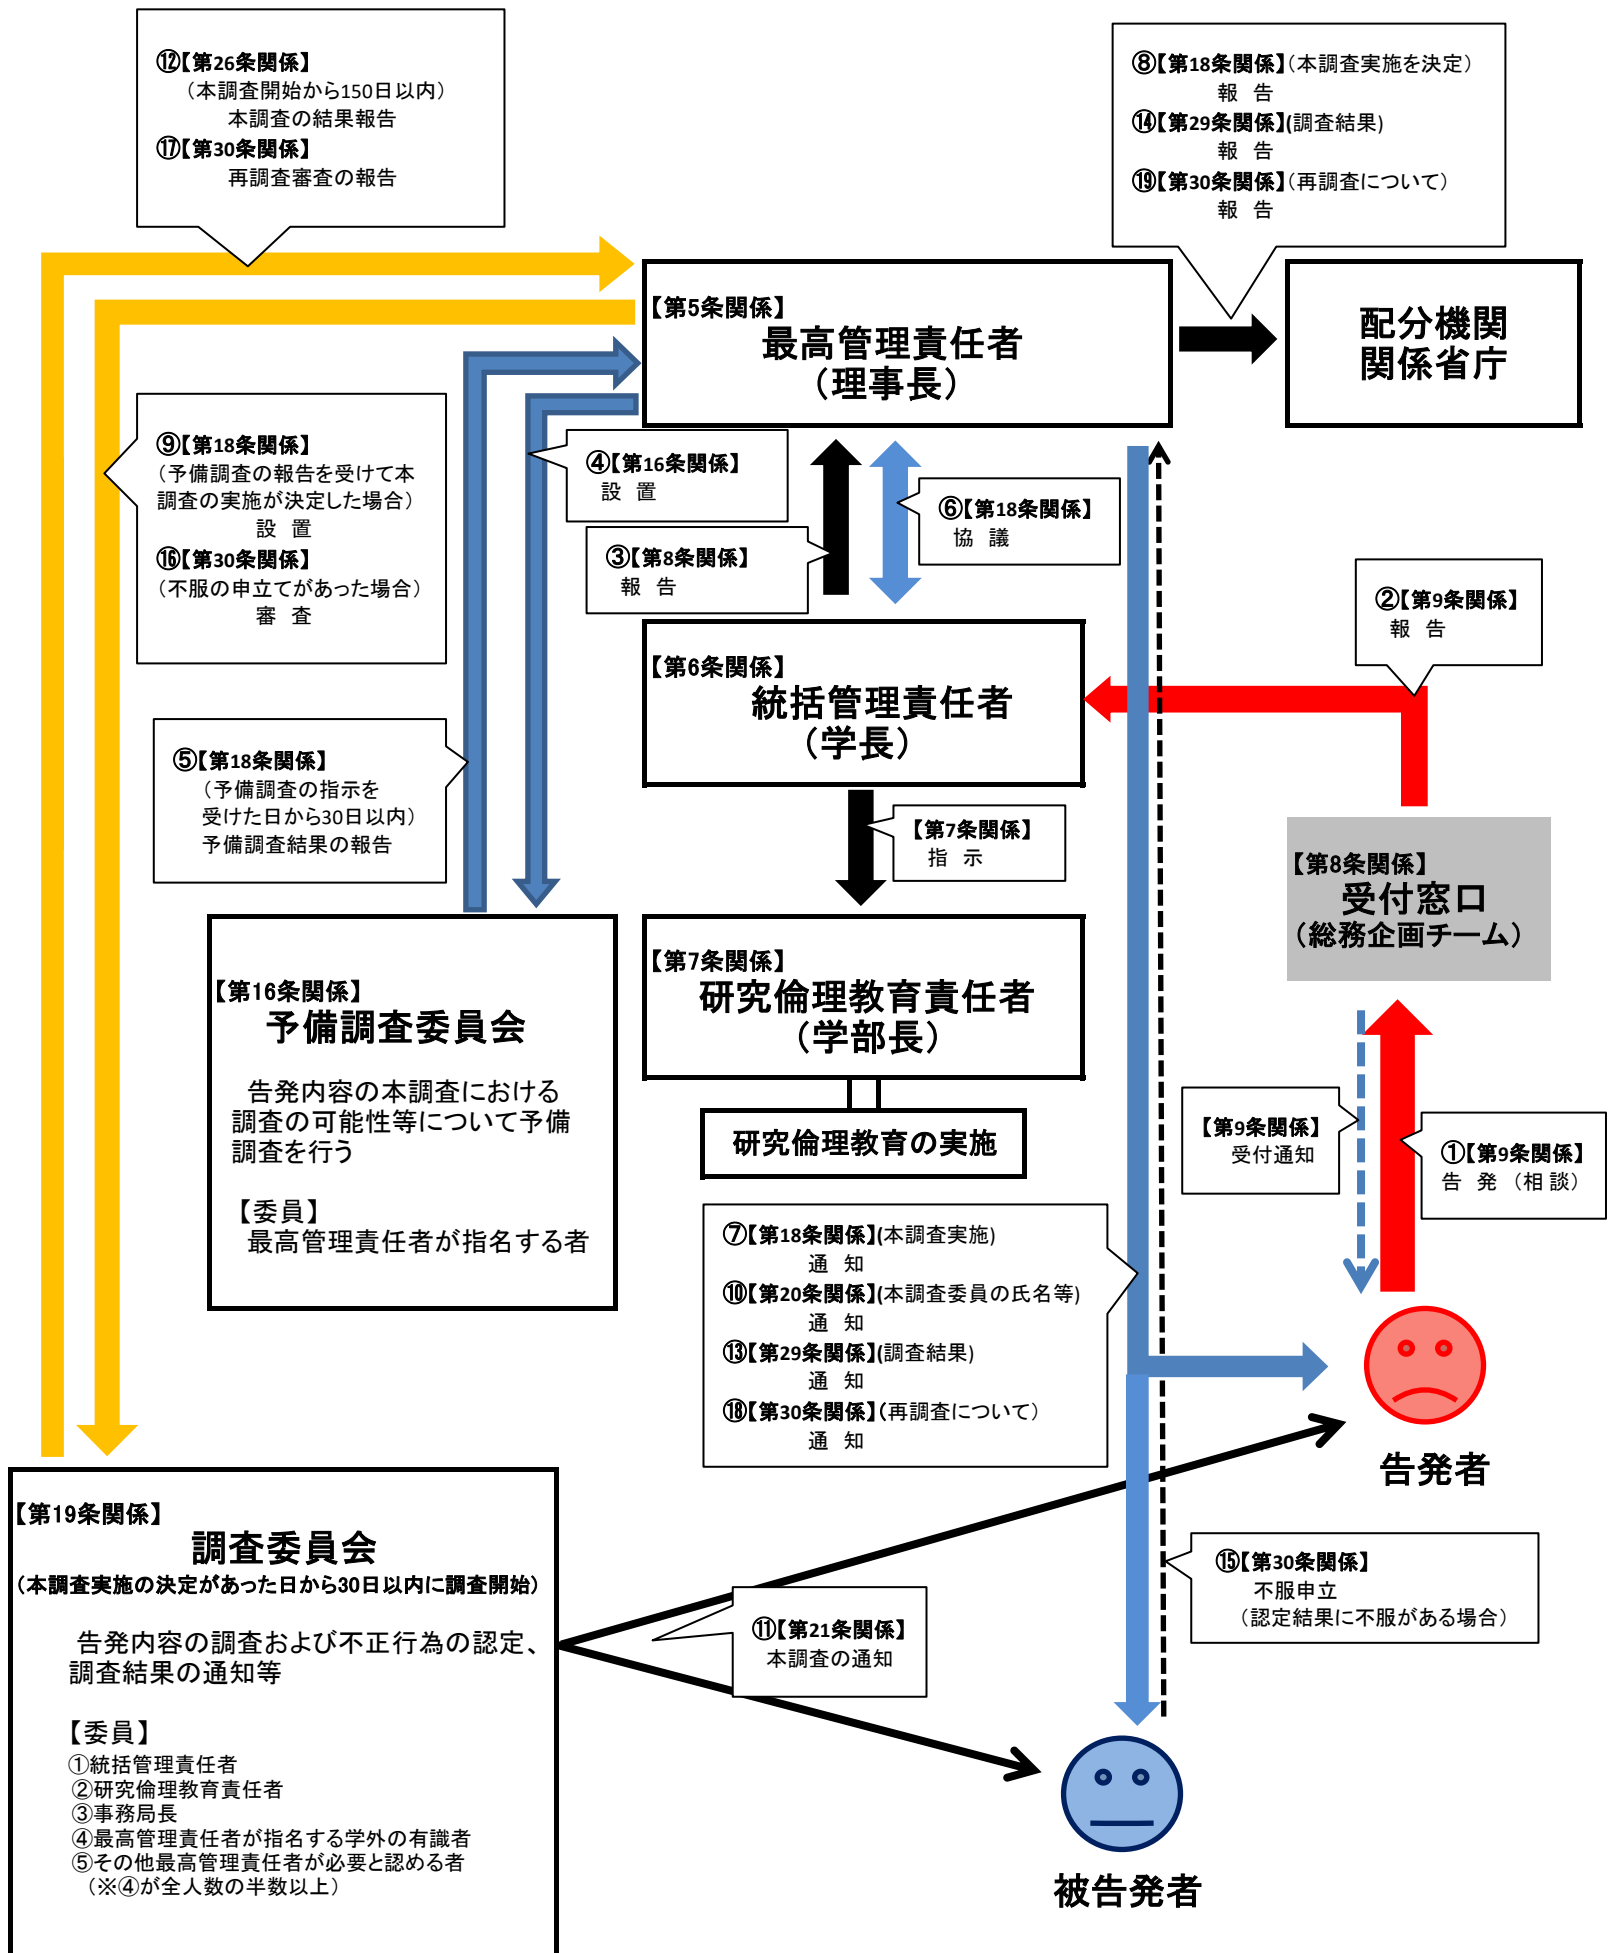 ⑫【第26条関係】
（本調査開始から150日以内）
本調査の結果報告
⑰【第30条関係】
再調査審査の報告
⑧【第18条関係】（本調査実施を決定）
報　告
⑭【第29条関係】(調査結果)
報　告
⑲【第30条関係】（再調査について）
報　告
【第5条関係】
最高管理責任者
（理事長）
配分機関
関係省庁
⑨【第18条関係】
（予備調査の報告を受けて本
調査の実施が決定した場合）
設　置
⑯【第30条関係】
（不服の申立てがあった場合）
審　査
④【第16条関係】
設　置
③【第8条関係】
報　告
⑥【第18条関係】
協　議
②【第9条関係】
報　告
【第6条関係】
統括管理責任者
（学長）
⑤【第18条関係】
（予備調査の指示を
受けた日から30日以内）
予備調査結果の報告
【第7条関係】
指　示
【第8条関係】
受付窓口
（総務企画チーム）
【第16条関係】
予備調査委員会
告発内容の本調査における
調査の可能性等について予備
調査を行う
【委員】
最高管理責任者が指名する者
【第7条関係】
研究倫理教育責任者
（学部長）
研究倫理教育の実施
【第9条関係】
受付通知
①【第9条関係】
告　発　（相談）
⑦【第18条関係】(本調査実施)
通　知
⑩【第20条関係】(本調査委員の氏名等)
通　知
⑬【第29条関係】(調査結果)
通　知
⑱【第30条関係】（再調査について）
通　知
告発者
【第19条関係】
調査委員会
（本調査実施の決定があった日から30日以内に調査開始）
告発内容の調査および不正行為の認定、
調査結果の通知等
【委員】
①統括管理責任者
②研究倫理教育責任者
③事務局長
④最高管理責任者が指名する学外の有識者
⑤その他最高管理責任者が必要と認める者
（※④が全人数の半数以上）
⑪【第21条関係】
本調査の通知
⑮【第30条関係】
不服申立
（認定結果に不服がある場合）
被告発者